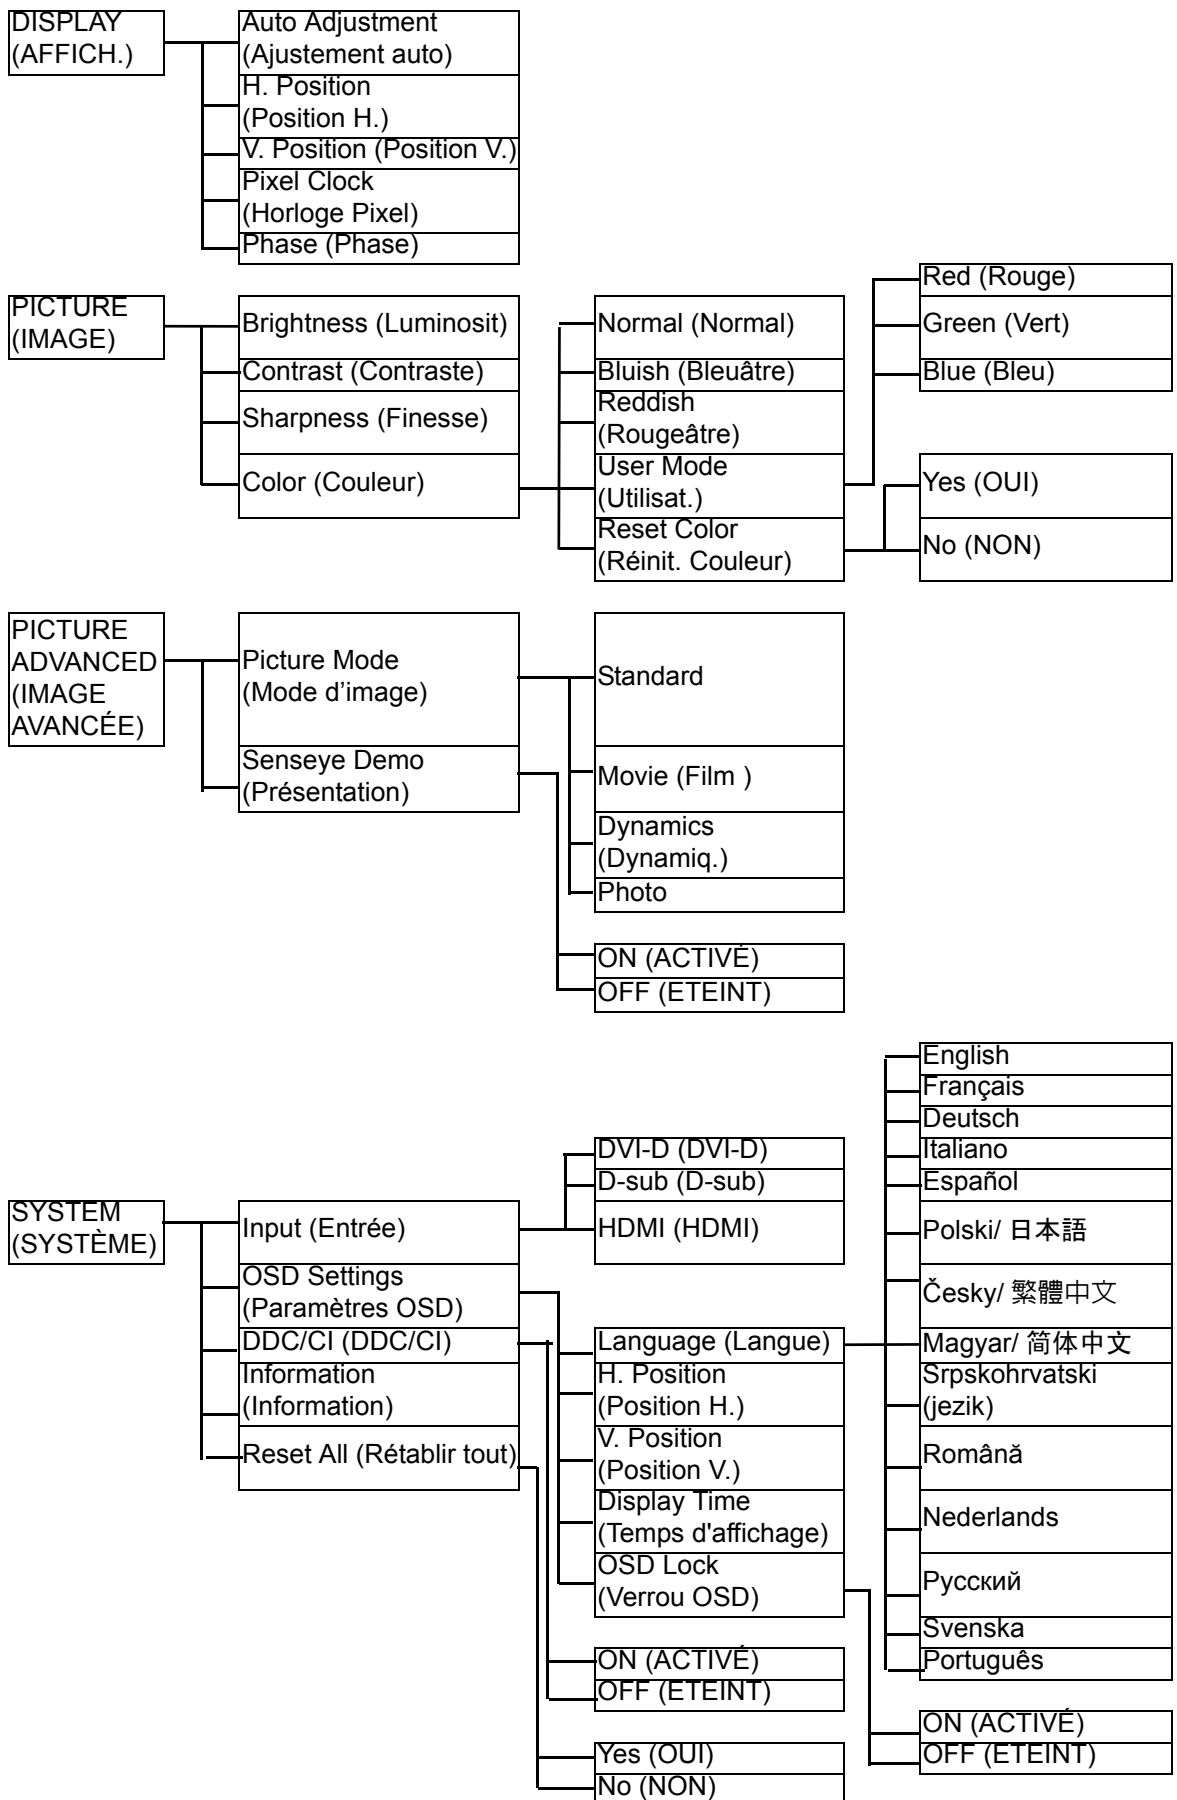 DISPLAY
(AFFICH.)
Auto Adjustment
(Ajustement auto)
H. Position
(Position H.)
V. Position (Position V.)
Pixel Clock
(Horloge Pixel)
Phase (Phase)
PICTURE
(IMAGE)
Brightness (Luminosit)
Contrast (Contraste)
Sharpness (Finesse)
Color (Couleur)
Normal (Normal)
Bluish (Bleuâtre)
Reddish
(Rougeâtre)
User Mode
(Utilisat.)
Reset Color
(Réinit. Couleur)
Red (Rouge)
Green (Vert)
Blue (Bleu)
Yes (OUI)
No (NON)
PICTURE
ADVANCED
(IMAGE
AVANCÉE)
Picture Mode
(Mode d’image)
Senseye Demo
(Présentation)
Standard
Movie (Film )
Dynamics
(Dynamiq.)
Photo
ON (ACTIVÉ)
OFF (ETEINT)
SYSTEM
(SYSTÈME)
Input (Entrée)
OSD Settings
(Paramètres OSD)
DDC/CI (DDC/CI)
Information
(Information)
Reset All (Rétablir tout)
DVI-D (DVI-D)
D-sub (D-sub)
HDMI (HDMI)
Language (Langue)
H. Position
(Position H.)
V. Position
(Position V.)
Display Time
(Temps d'affichage)
OSD Lock
(Verrou OSD)
ON (ACTIVÉ)
OFF (ETEINT)
Yes (OUI)
No (NON)
English
Français
Deutsch
Italiano
Español
Polski/ 日本語
Česky/ 繁體中文
Magyar/ 简体中文
Srpskohrvatski
(jezik)
Română
Nederlands
Русский
Svenska
Português
ON (ACTIVÉ)
OFF (ETEINT)